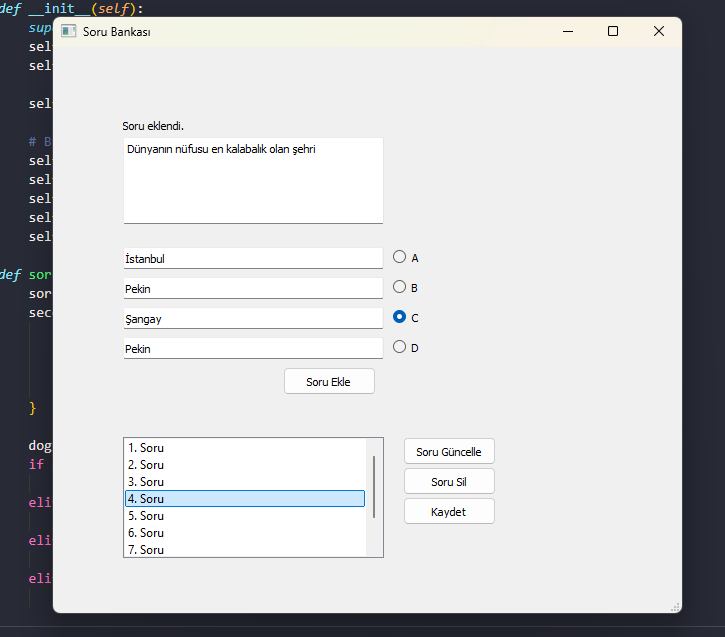 def __init__(self):
sup
sel
sel
sel
# B
sel
sel
sel
sel
sel
def sor
sor
sec
}
dog
if
eli
eli
eli
Soru Bankası
Soru eklendi.
Dünyanın nüfusu en kalabalık olan şehri
İstanbul
A
Pekin
B
Şangay
C
Pekin
D
Soru Ekle
1. Soru
2. Soru
3. Soru
4. Soru
5. Soru
6. Soru
7. Soru
Soru Güncelle
Soru Sil
Kaydet